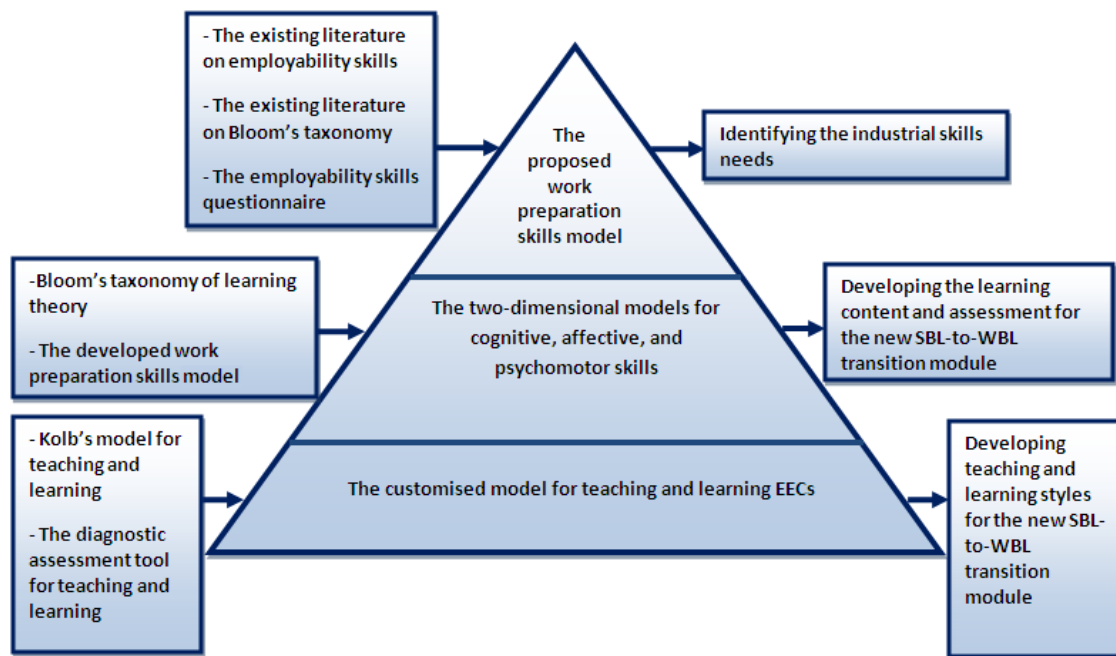 - The existing literature
on employability skills
- The existing literature
on Bloom's taxonomy
- The employability skills
questionnaire
The
proposed
work
preparation
skills model
Identifying the industrial skills
needs
-Bloom's taxonomy of learning
theory
- The developed work
preparation skills model
The two-dimensional models for
cognitive, affective, and
psychomotor skills
Developing the learning
content and assessment for
the new SBL-to-WBL
transition module
- Kolb's model for
teaching and
learning
- The diagnostic
assessment tool
for teaching and
learning
The customised model for teaching and learning EECs
Developing
teaching and
learning styles
for the new SBL-
to-WBL
transition
module